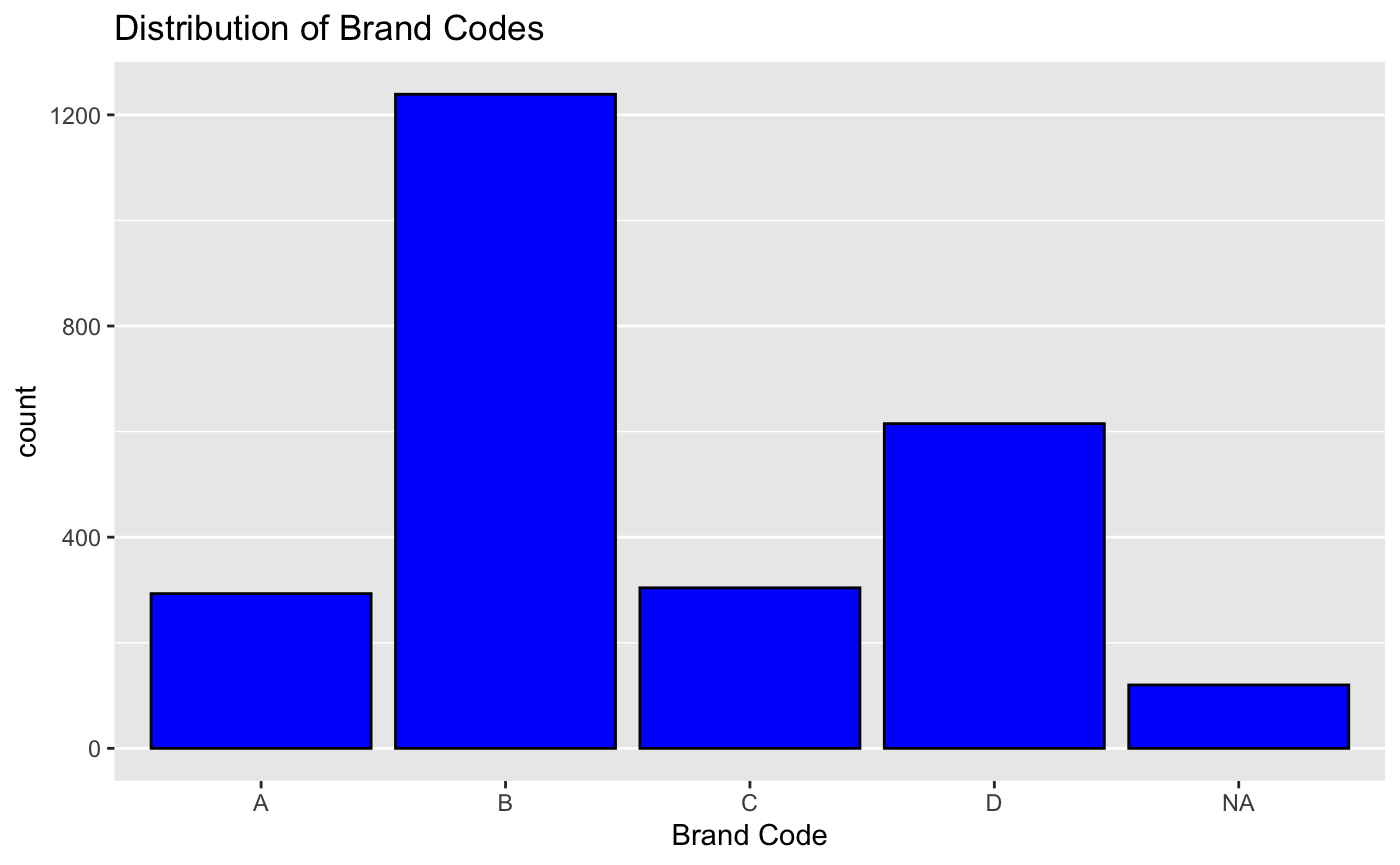 Distribution of Brand Codes
1200
800
400
0
count
A B C D NA
Brand Code